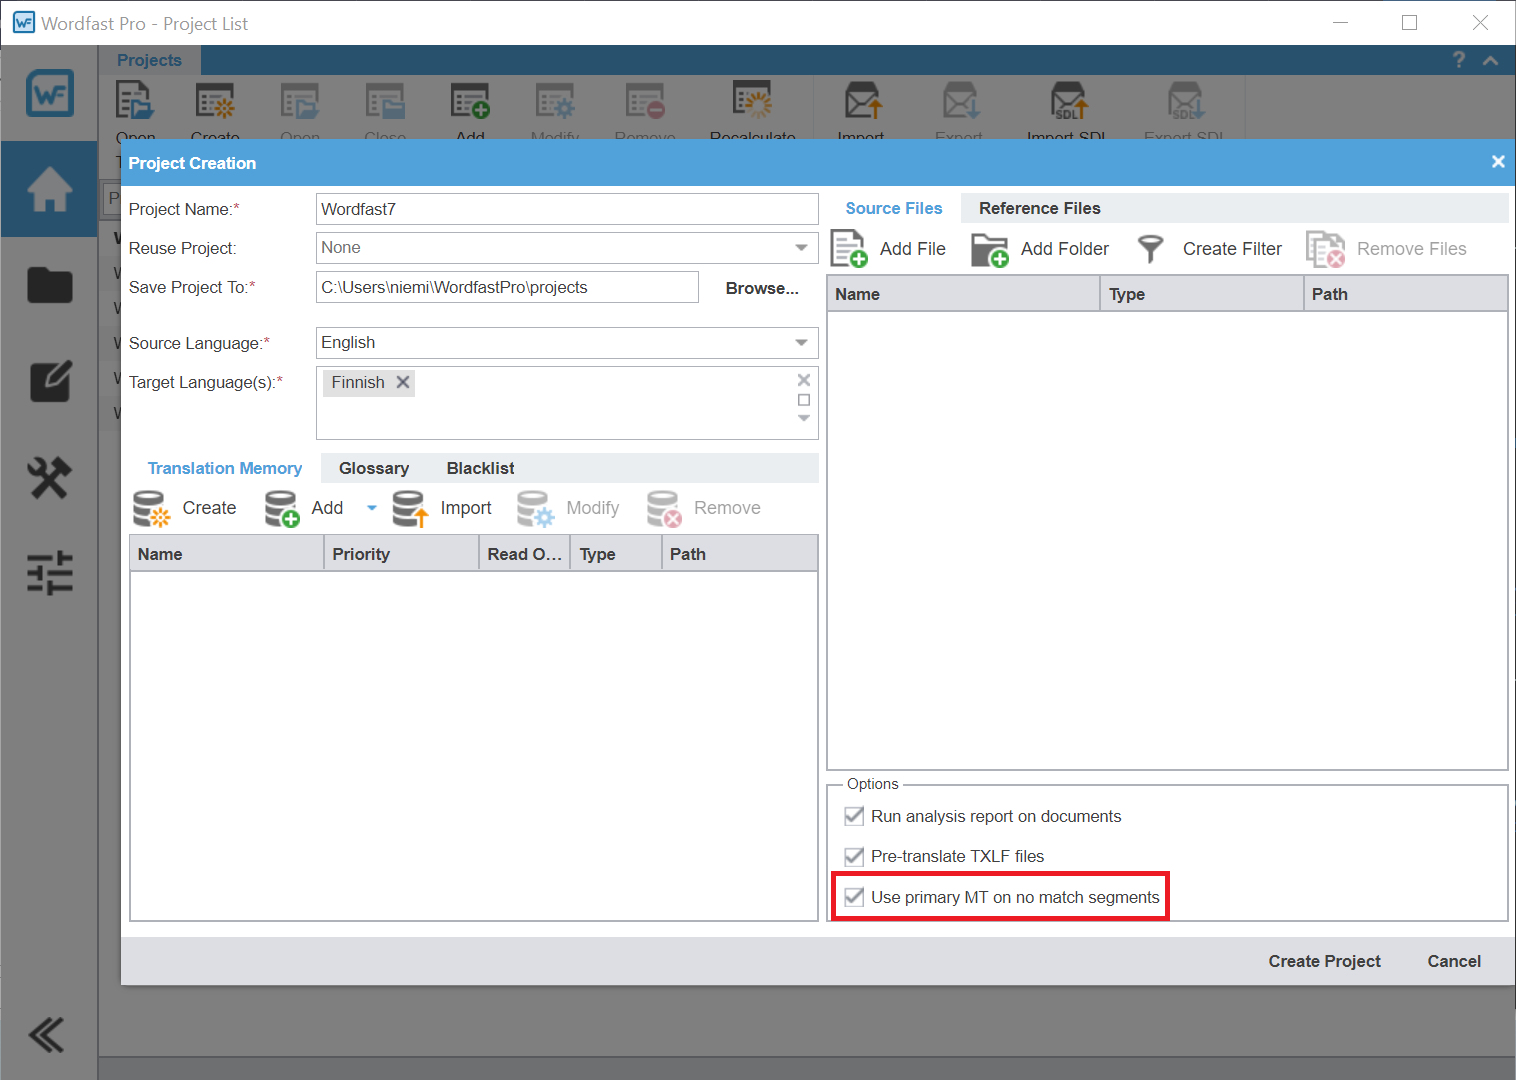 Wordfast Pro - Project List
Projects
?
Open Create Open Close Add Modify Remove Recalculate Import Export Import SDL Export SDL
Project Creation
Project Name:*
Wordfast7
Reuse Project:
None
Save Project To:*
C:\Users\niemi\WordfastPro\projects
Browse...
Source Language:*
English
Target Language(s):*
Finnish
Translation Memory Glossary Blacklist
Create Add Import Modify Remove
Name Priority Read O... Type Path
Source Files Reference Files
Add File Add Folder Create Filter Remove Files
Name Type Path
Options
Run analysis report on documents
Pre-translate TXLF files
Use primary MT on no match segments
Create Project Cancel